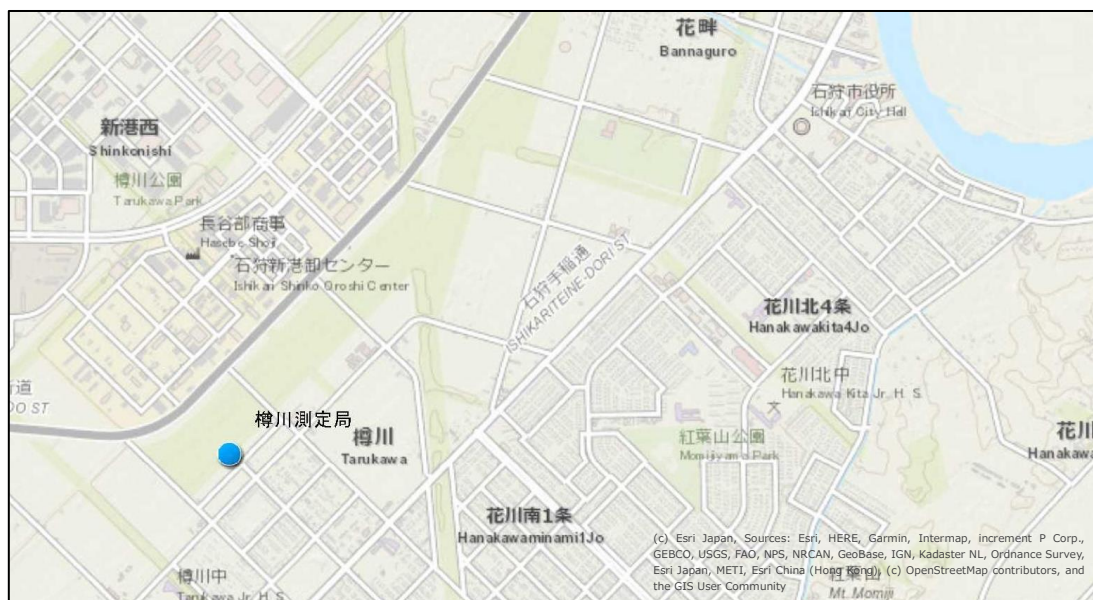 花畔
Bannaguro
石狩市役所
Ishikari City Hall
新港西
Shinkonishi
樽川公園
Tarukawa Park
長谷部商事
Hasebe Shoji
石狩新港卸センター
Ishikari Shinko Oroshi Center
石狩手稲通
ISHIKARITEINE-DORI ST
花川北4条
Hanakawakita4Jo
花川北中
Hanakawa Kita Jr. H. S.
道
DO ST
樽川測定局
樽川
Tarukawa
紅葉山公園
Momijiyama Park
花川
Hanakawa
花川南1条
Hanakawaminami1Jo
樽川中
Tarukawa Jr. H. S.
紅葉山
Mt. Momiji
(c) Esri Japan, Sources: Esri, HERE, Garmin, Intermap, increment P Corp.,
GEBCO, USGS, FAO, NPS, NRCAN, GeoBase, IGN, Kadaster NL, Ordnance Survey,
Esri Japan, METI, Esri China (Hong Kong), (c) OpenStreetMap contributors, and
the GIS User Community